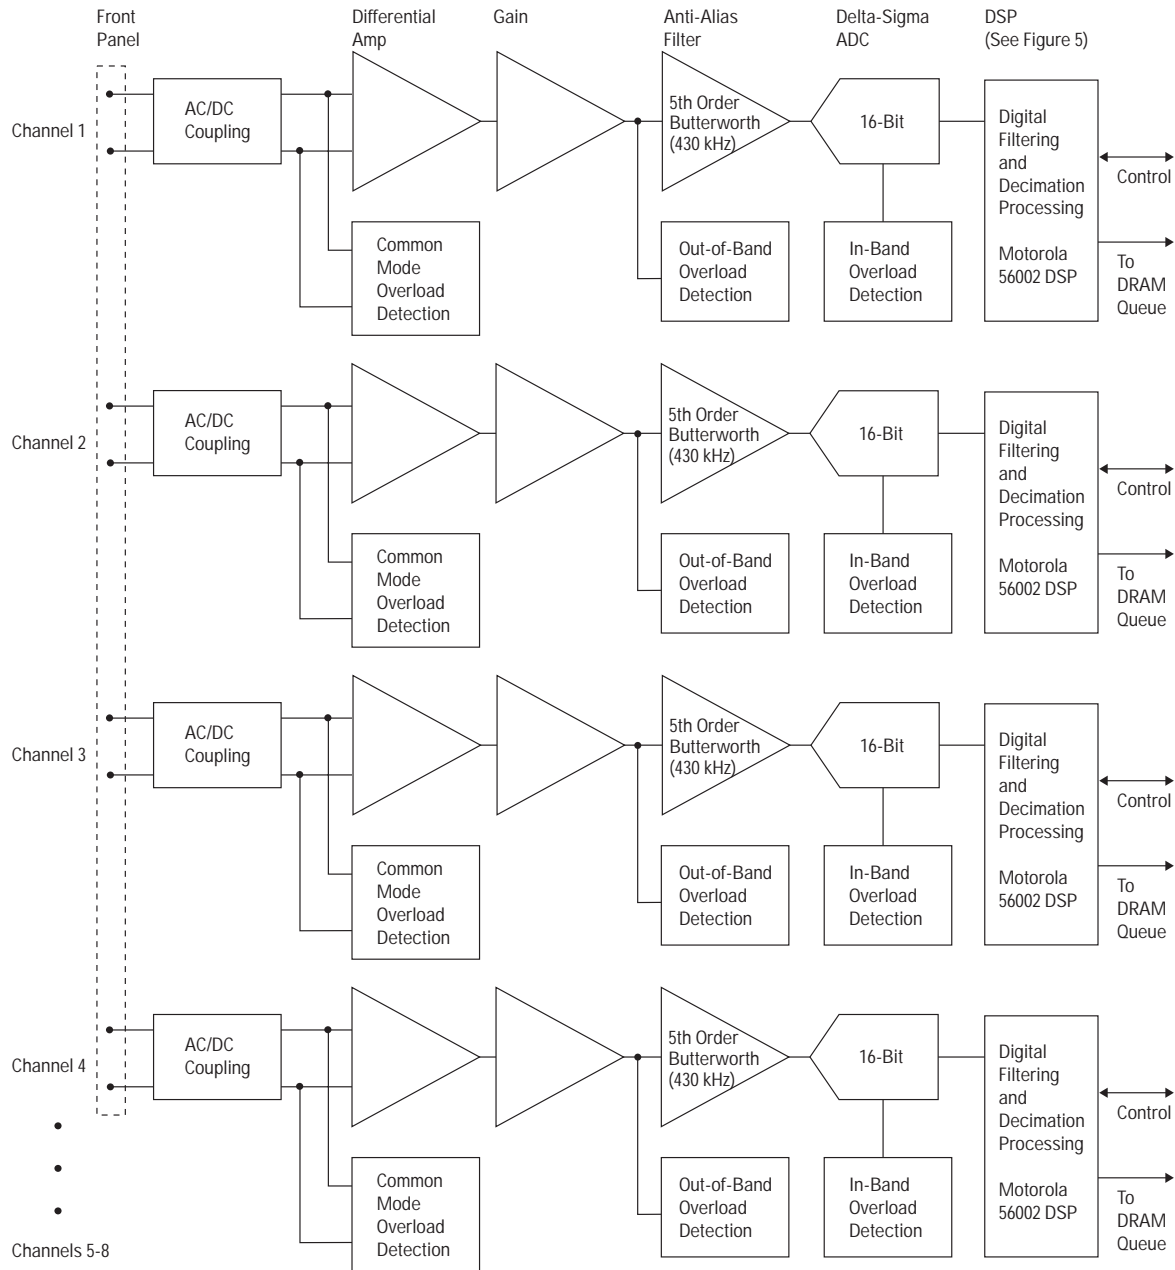 Front
Panel
Differential
Amp
Gain
Anti-Alias
Filter
Delta-Sigma
ADC
DSP
(See Figure 5)
Channel 1
AC/DC
Coupling
5th Order
Butterworth
(430 kHz)
16-Bit
Digital
Filtering
and
Decimation
Processing
Motorola
56002 DSP
Control
To
DRAM
Queue
Common
Mode
Overload
Detection
Out-of-Band
Overload
Detection
In-Band
Overload
Detection
Channel 2
AC/DC
Coupling
5th Order
Butterworth
(430 kHz)
16-Bit
Digital
Filtering
and
Decimation
Processing
Motorola
56002 DSP
Control
To
DRAM
Queue
Common
Mode
Overload
Detection
Out-of-Band
Overload
Detection
In-Band
Overload
Detection
Channel 3
AC/DC
Coupling
5th Order
Butterworth
(430 kHz)
16-Bit
Digital
Filtering
and
Decimation
Processing
Motorola
56002 DSP
Control
To
DRAM
Queue
Common
Mode
Overload
Detection
Out-of-Band
Overload
Detection
In-Band
Overload
Detection
Channel 4
AC/DC
Coupling
5th Order
Butterworth
(430 kHz)
16-Bit
Digital
Filtering
and
Decimation
Processing
Motorola
56002 DSP
Control
To
DRAM
Queue
Common
Mode
Overload
Detection
Out-of-Band
Overload
Detection
In-Band
Overload
Detection
Channels 5-8